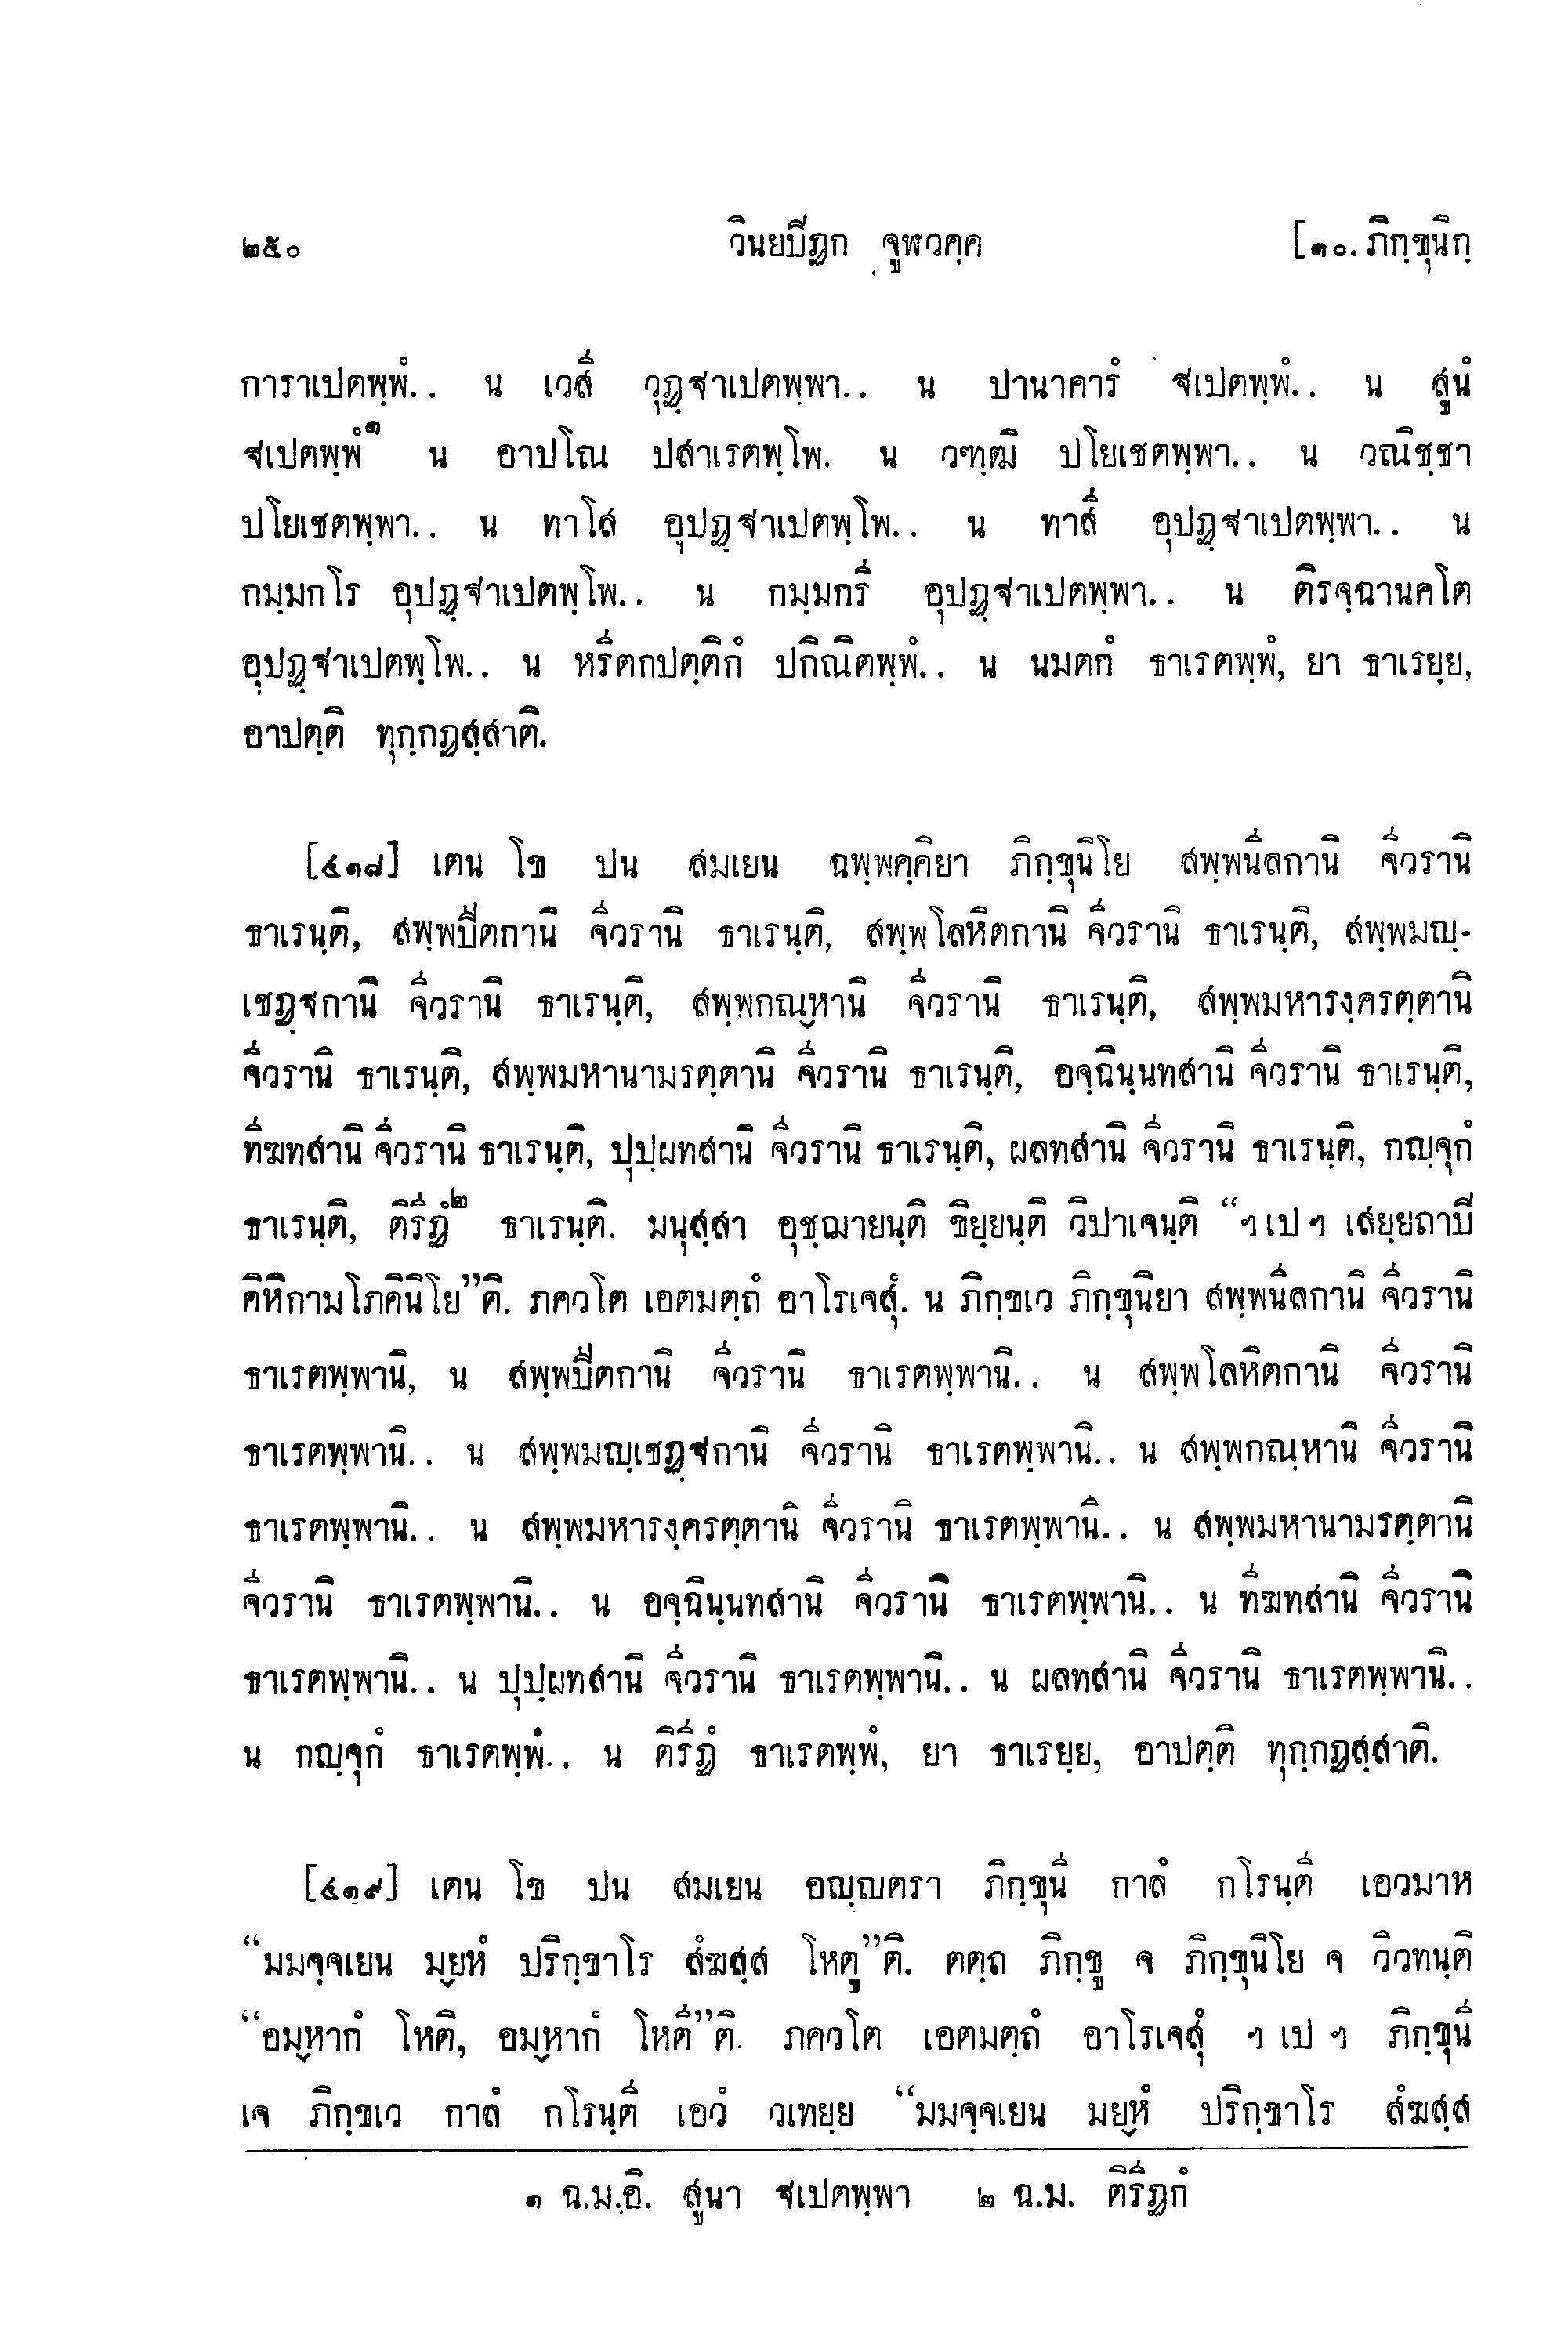 ๒๕๐ วินยปีฏก จูฬวคฺค [๑๐. ภิกฺขุนิกฺ
การาเปตพฺพํ.. น เวสี วุฏฺฐาเปตพฺพา.. น ปานาคารํ ฐเปตพฺพํ.. น สูนํ
ฐเปตพฺพํ๑ น อาปโณ ปสาเรตพฺโพ. น วฑฺฒิ ปโยเชตพฺพา.. น วณิชฺชา
ปโยเชตพฺพา.. น ทาโส อุปฏฺฐาเปตพฺโพ.. น ทาสี อุปฏฺฐาเปตพฺพา.. น
กมฺมกโร อุปฏฺฐาเปตพฺโพ.. น กมฺมกรี อุปฏฺฐาเปตพฺพา.. น ติรจฺฉานคโต
อุปฏฺฐาเปตพฺโพ.. น หรีตกปตฺติกํ ปกิณิตพฺพํ.. น นมตกํ ธาเรตพฺพํ, ยา ธาเรยฺย,
อาปตฺติ ทุกฺกฏสฺสาติ.
[๕๑๘] เตน โข ปน สมเยน ฉพฺพคฺคิยา ภิกฺขุนิโย สพฺพนีลกานิ จีวรานิ
ธาเรนฺติ, สพฺพปีตกานิ จีวรานิ ธาเรนฺติ, สพฺพโลหิตกานิ จีวรานิ ธาเรนฺติ, สพฺพมญฺ-
เชฏฺฐกานิ จีวรานิ ธาเรนฺติ, สพฺพกณฺหานิ จีวรานิ ธาเรนฺติ, สพฺพมหารงฺครตฺตานิ
จีวรานิ ธาเรนฺติ, สพฺพมหานามรตฺตานิ จีวรานิ ธาเรนฺติ, อจฺฉินฺนทสานิ จีวรานิ ธาเรนฺติ,
ทีฆทสานิ จีวรานิ ธาเรนฺติ, ปุปฺผทสานิ จีวรานิ ธาเรนฺติ, ผลทสานิ จีวรานิ ธาเรนฺติ, กญฺจุกํ
ธาเรนฺติ, ติรีฏํ๒ ธาเรนฺติ. มนุสฺสา อุชฺฌายนฺติ ขิยฺยนฺติ วิปาเจนฺติ “ฯ เป ฯ เสยฺยถาปี
คิหิกามโภคินิโย”ติ. ภควโต เอตมตฺถํ อาโรเจสุํ. น ภิกฺขเว ภิกฺขุนิยา สพฺพนีลกานิ จีวรานิ
ธาเรตพฺพานิ, น สพฺพปีตกานิ จีวรานิ ธาเรตพฺพานิ.. น สพฺพโลหิตกานิ จีวรานิ
ธาเรตพฺพานิ.. น สพฺพมญฺเชฏฺฐกานิ จีวรานิ ธาเรตพฺพานิ.. น สพฺพกณฺหานิ จีวรานิ
ธาเรตพฺพานิ.. น สพฺพมหารงฺครตฺตานิ จีวรานิ ธาเรตพฺพานิ.. น สพฺพมหานามรตฺตานิ
จีวรานิ ธาเรตพฺพานิ.. น อจฺฉินฺนทสานิ จีวรานิ ธาเรตพฺพานิ.. น ทีฆทสานิ จีวรานิ
ธาเรตพฺพานิ.. น ปุปฺผทสานิ จีวรานิ ธาเรตพฺพานิ.. น ผลทสานิ จีวรานิ ธาเรตพฺพานิ..
น กญฺจุกํ ธาเรตพฺพํ.. น ติรีฏํ ธาเรตพฺพํ, ยา ธาเรยฺย, อาปตฺติ ทุกฺกฏสฺสาติ.
[๕๑๙] เตน โข ปน สมเยน อญฺญตรา ภิกฺขุนี กาลํ กโรนฺตี เอวมาห
“มมจฺจเยน มยฺหํ ปริกฺขาโร สํฆสฺส โหตู”ติ. ตตฺถ ภิกฺขู จ ภิกฺขุนิโย จ วิวทนฺติ
“อมฺหากํ โหติ, อมฺหากํ โหตี”ติ. ภควโต เอตมตฺถํ อาโรเจสุํ ฯ เป ฯ ภิกฺขุนี
เจ ภิกฺขเว กาลํ กโรนฺตี เอวํ วเทยฺย “มมจฺจเยน มยฺหํ ปริกฺขาโร สํฆสฺส
๑ ฉ.ม.อิ. สูนา ฐเปตพฺพา ๒ ฉ.ม. ติรีฏกํ